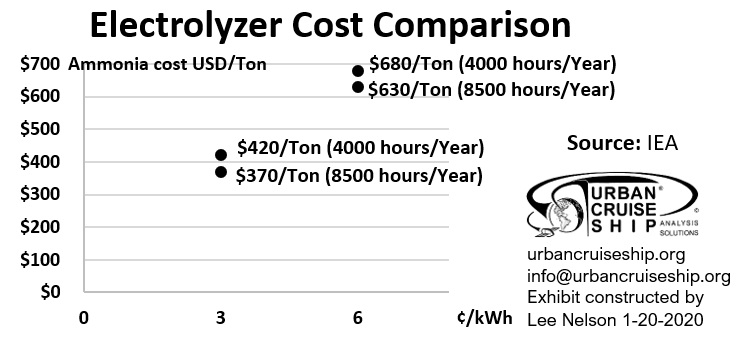 Electrolyzer Cost Comparison
$700
Ammonia cost USD/Ton
$680/Ton (4000 hours/Year)
$600
$630/Ton (8500 hours/Year)
$500
$400
$420/Ton (4000 hours/Year)
$370/Ton (8500 hours/Year)
$300
$200
$100
$0
0
3
6
¢/kWh
Source: IEA
URBAN®
CRUISE
SHIP
©
ANALYSIS
SOLUTIONS
urbancruiseship.org
info@urbancruiseship.org
Exhibit constructed by
Lee Nelson 1-20-2020